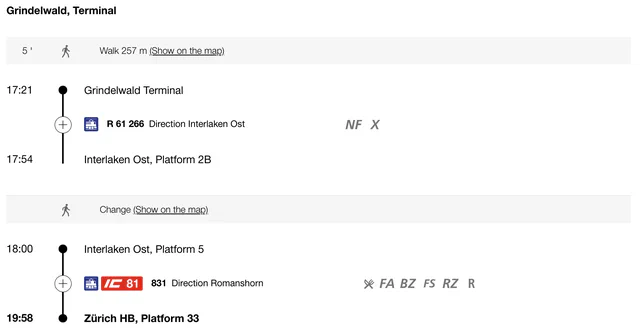 Grindelwald, Terminal
5 ' Walk 257 m (Show on the map)
17:21 Grindelwald Terminal
R 61 266 Direction Interlaken Ost NF X
17:54 Interlaken Ost, Platform 2B
Change (Show on the map)
18:00 Interlaken Ost, Platform 5
IC 81 831 Direction Romanshorn FA BZ FS RZ R
19:58 Zürich HB, Platform 33